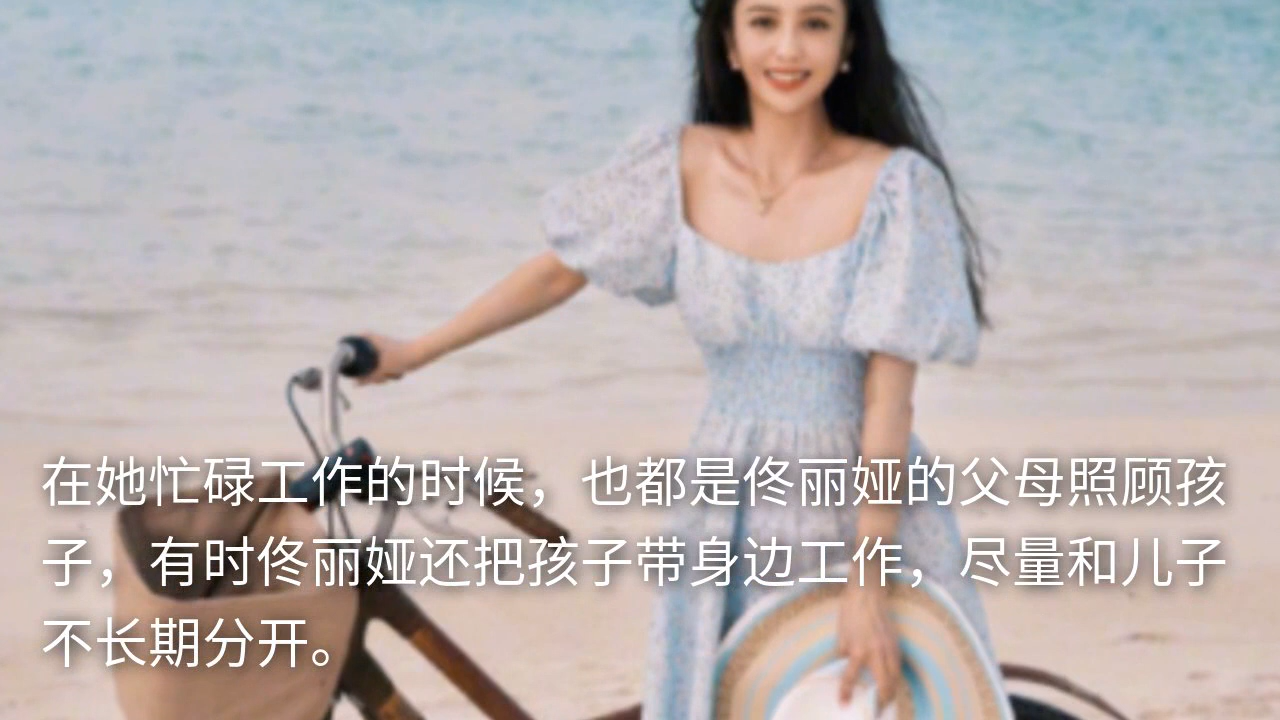 在她忙碌工作的时候，也都是佟丽娅的父母照顾孩
子，有时佟丽娅还把孩子带身边工作，尽量和儿子
不长期分开。